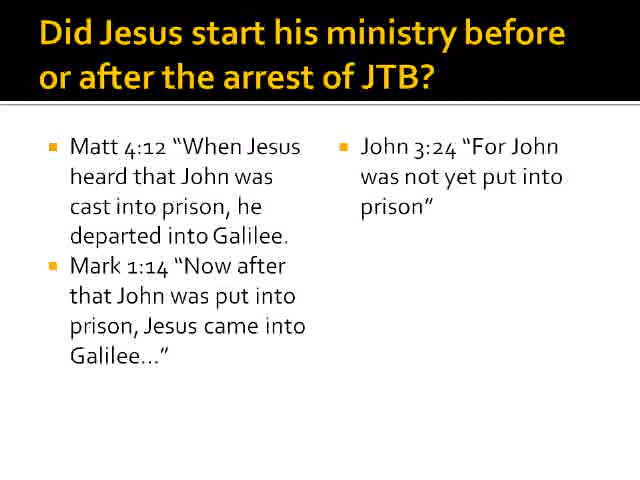 Did Jesus start his ministry before
or after the arrest of JTB?
■ Matt 4:12 “When Jesus
heard that John was
cast into prison, he
departed into Galilee.
■ Mark 1:14 “Now after
that John was put into
prison, Jesus came into
Galilee…”
■ John 3:24 “For John
was not yet put into
prison”